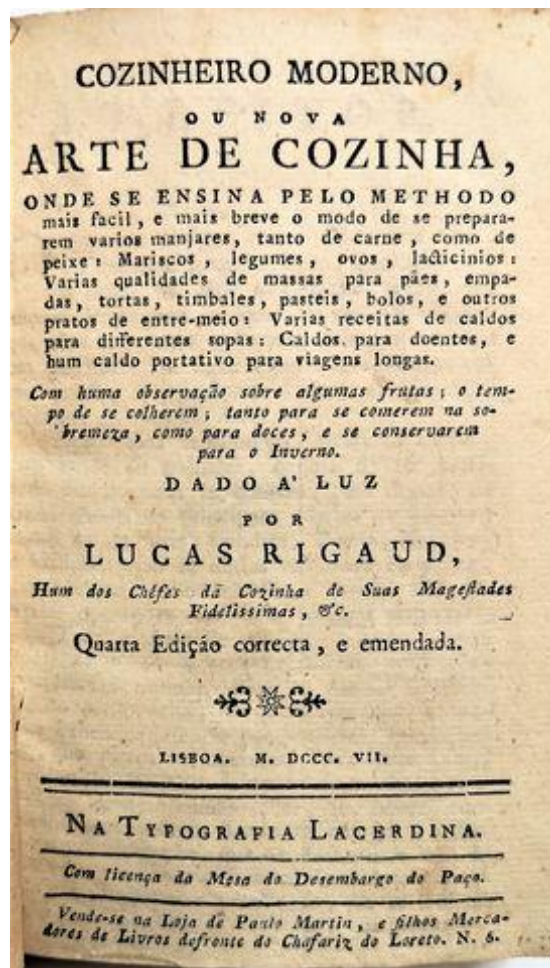 COZINHEIRO MODERNO,
OU NOVA
ARTE DE COZINHA,
ONDE SE ENSINA PELO METHODO
mais facil, e mais breve o modo de se prepara-
rem varios manjares, tanto de carne, como de
peixe: Mariscos, legumes, ovos, lacticinios:
Varias qualidades de massas para pães, empa-
das, tortas, timbales, pasteis, bolos, e outros
pratos de entre-meio: Varias receitas de caldos
para differentes sopas: Caldos para doentes, e
hum caldo portativo para viagens longas.
Com huma observação sobre algumas frutas; o tem-
po de se colherem; tanto para se comerem na so-
bremeza, como para doces, e se conservarem
para o Inverno.
DADO A' LUZ
POR
LUCAS RIGAUD,
Hum dos Chéfes da Cozinha de Suas Mageſtades
Fidelissimas, &c.
Quarta Edição correcta, e emendada.
LISBOA. M. DCCC. VII.
NA TYPOGRAFIA LACERDINA.
Com licença da Mesa do Desembargo do Paço.
Vende-se na Loja de Paulo Martin, e filhos Merca-
dores de Livros defronte do Chafariz do Loreto. N. 6.